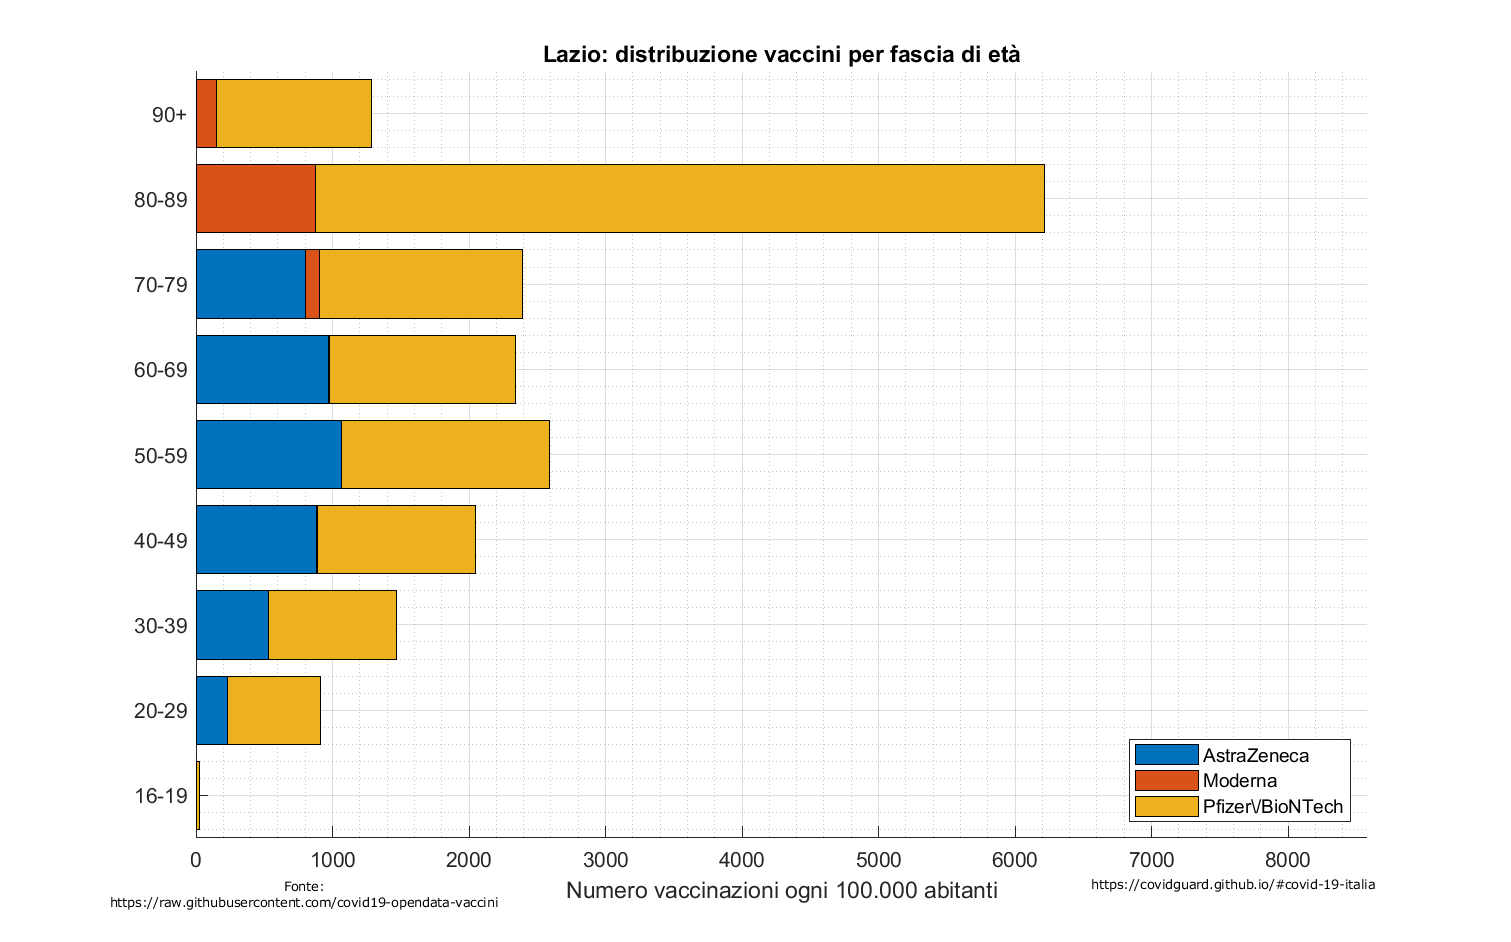 Lazio: distribuzione vaccini per fascia di età
90+
80-89
70-79
60-69
50-59
40-49
30-39
20-29
16-19
AstraZeneca
Moderna
Pfizer\/BioNTech
0 1000 2000 3000 4000 5000 6000 7000 8000
Numero vaccinazioni ogni 100.000 abitanti
Fonte:
https://raw.githubusercontent.com/covid19-opendata-vaccini
https://covidguard.github.io/#covid-19-italia